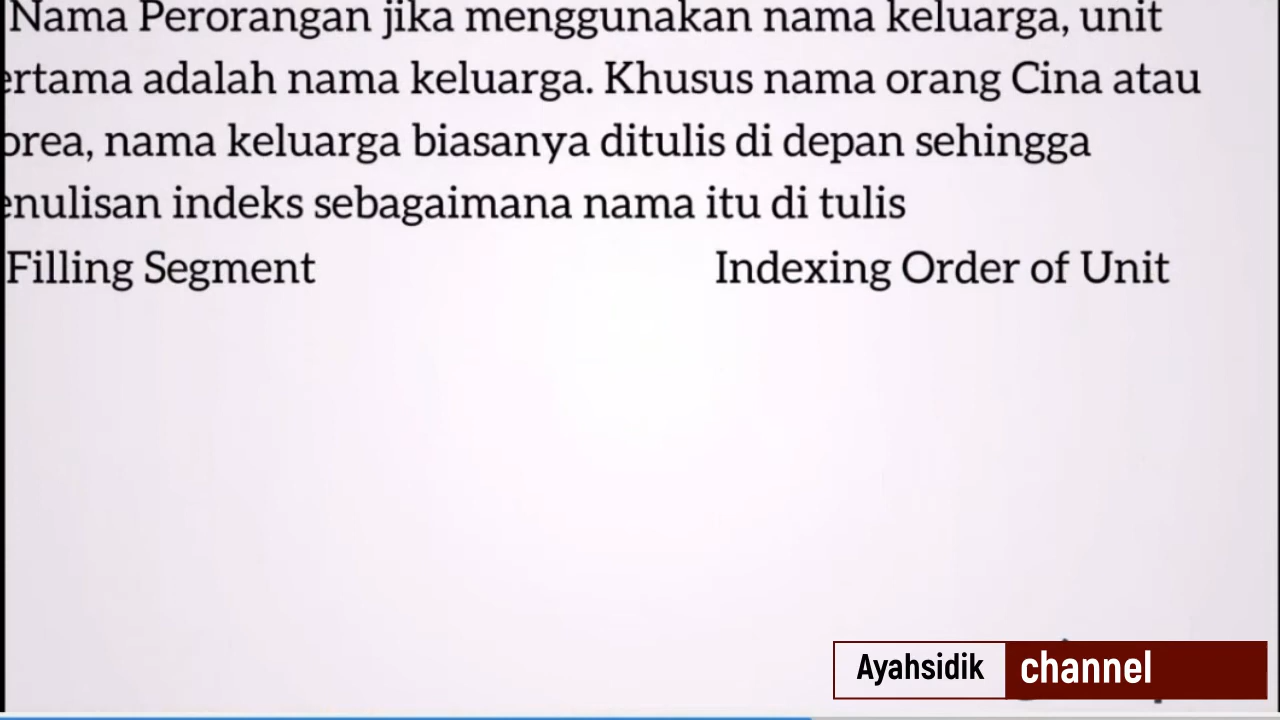 Nama Perorangan jika menggunakan nama keluarga, unit
ertama adalah nama keluarga. Khusus nama orang Cina atau
orea, nama keluarga biasanya ditulis di depan sehingga
enulisan indeks sebagaimana nama itu di tulis
Filling Segment Indexing Order of Unit
Ayahsidik channel